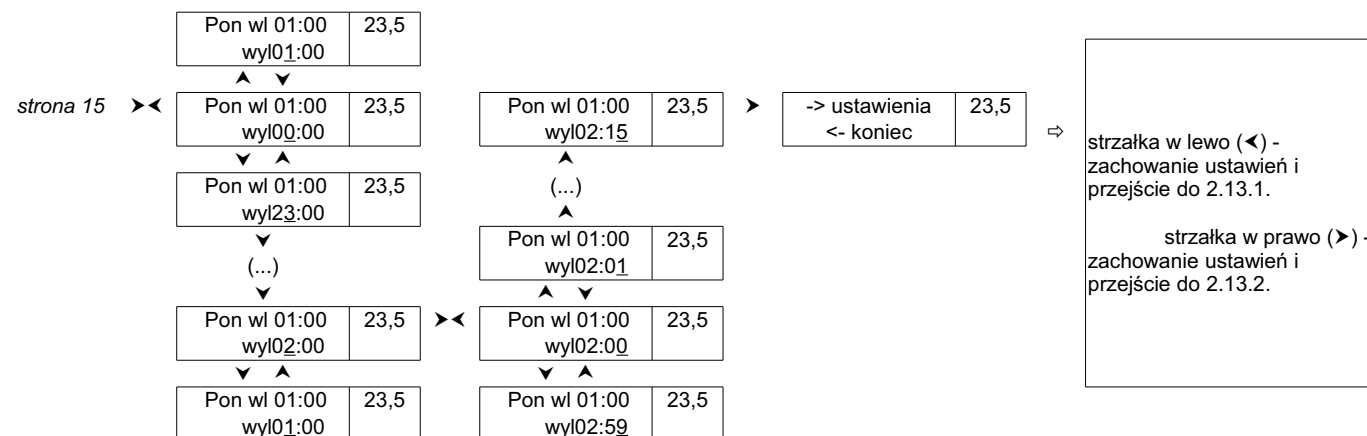 Pon wl 01:00 23,5
wyl01:00
strona 15
Pon wl 01:00 23,5
wyl00:00
Pon wl 01:00 23,5
wyl23:00
(...)
Pon wl 01:00 23,5
wyl02:00
Pon wl 01:00 23,5
wyl01:00
Pon wl 01:00 23,5
wyl02:15
(...)
Pon wl 01:00 23,5
wyl02:01
Pon wl 01:00 23,5
wyl02:00
Pon wl 01:00 23,5
wyl02:59
-> ustawienia 23,5
<- koniec
strzałka w lewo (⮜) -
zachowanie ustawień i
przejście do 2.13.1.
strzałka w prawo (⮞) -
zachowanie ustawień i
przejście do 2.13.2.